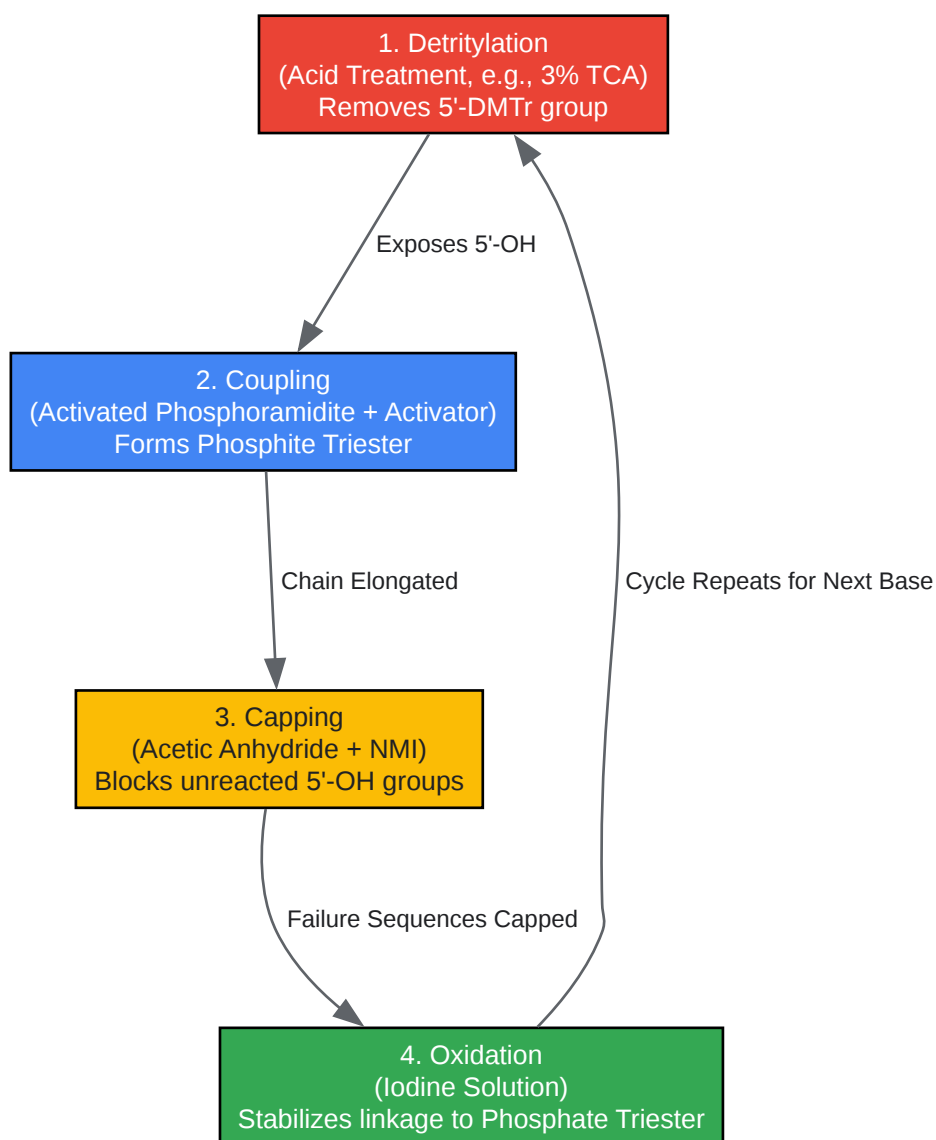 1. Detritylation
(Acid Treatment, e.g., 3% TCA)
Removes 5'-DMTr group
Exposes 5'-OH
2. Coupling
(Activated Phosphoramidite + Activator)
Forms Phosphite Triester
Chain Elongated
Cycle Repeats for Next Base
3. Capping
(Acetic Anhydride + NMI)
Blocks unreacted 5'-OH groups
Failure Sequences Capped
4. Oxidation
(Iodine Solution)
Stabilizes linkage to Phosphate Triester